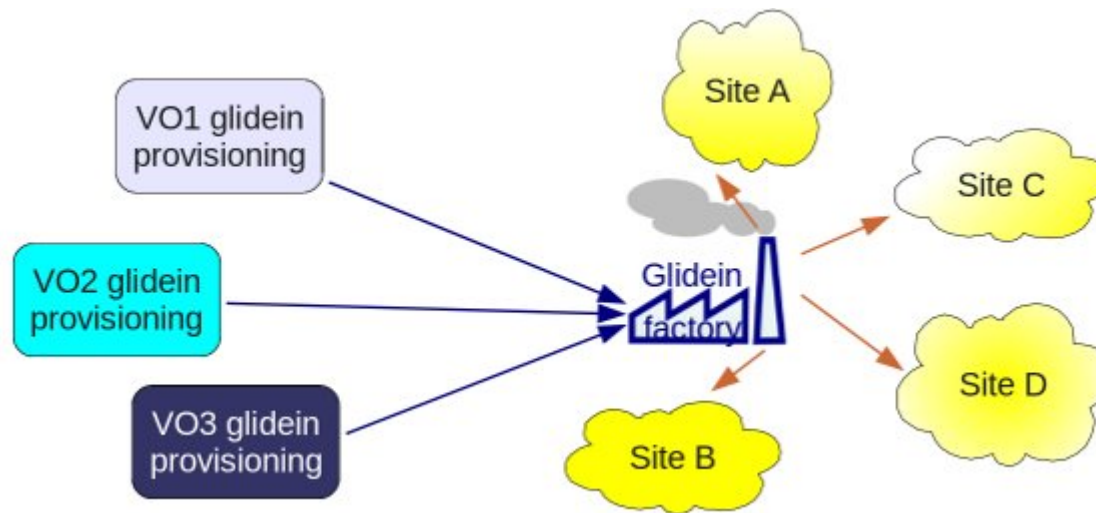 VO1 glidein
provisioning
VO2 glidein
provisioning
VO3 glidein
provisioning
Glidein
factory
Site A
Site C
Site D
Site B